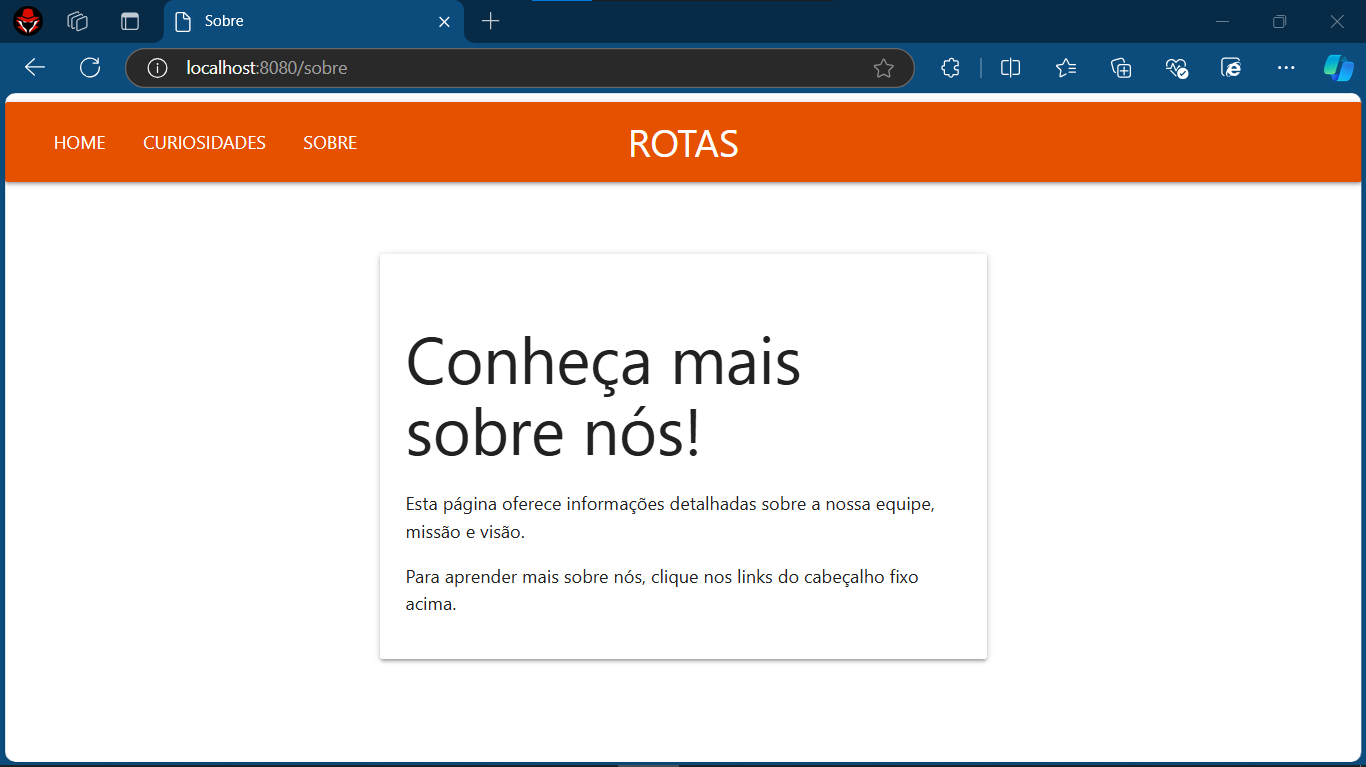 Sobre
localhost:8080/sobre
HOME CURIOSIDADES SOBRE ROTAS
Conheça mais
sobre nós!
Esta página oferece informações detalhadas sobre a nossa equipe,
missão e visão.
Para aprender mais sobre nós, clique nos links do cabeçalho fixo
acima.